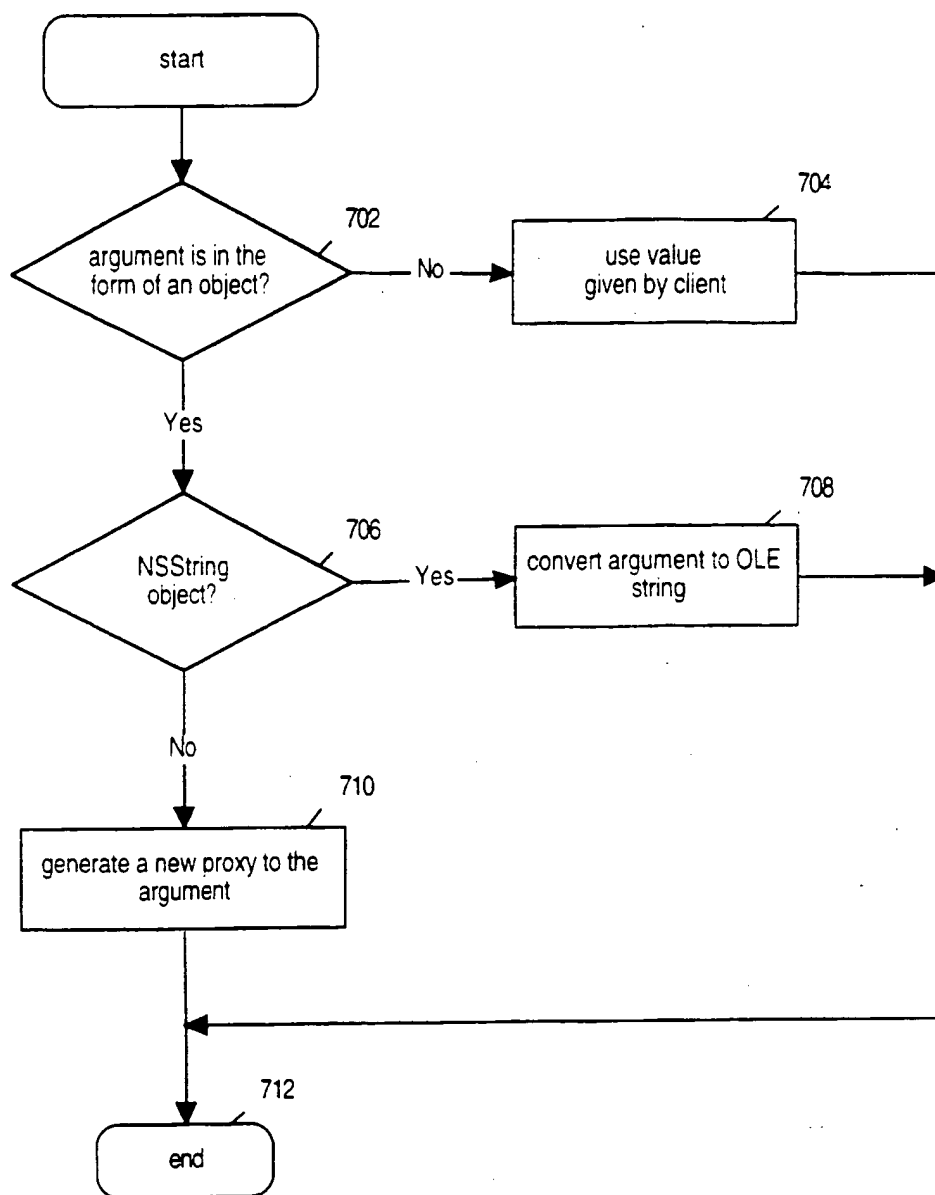 start
702
argument is in the
form of an object?
No
704
use value
given by client
Yes
706
NSString
object?
Yes
708
convert argument to OLE
string
No
710
generate a new proxy to the
argument
712
end